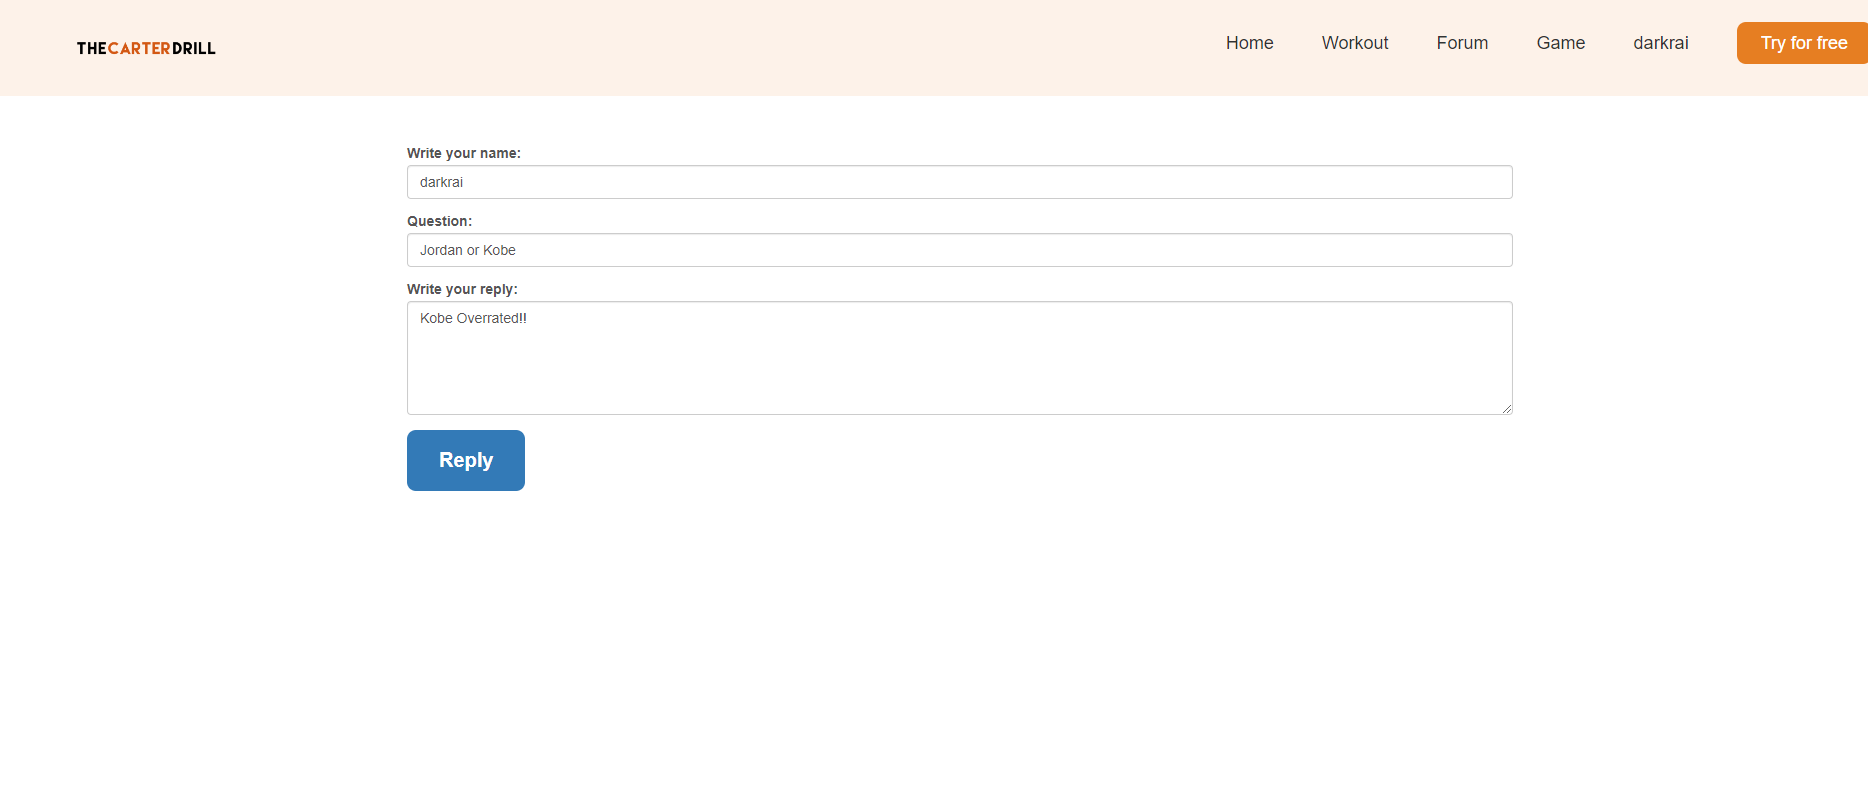 THECARTERDRILL
Home Workout Forum Game darkrai Try for free
Write your name:
darkrai
Question:
Jordan or Kobe
Write your reply:
Kobe Overrated!!
Reply